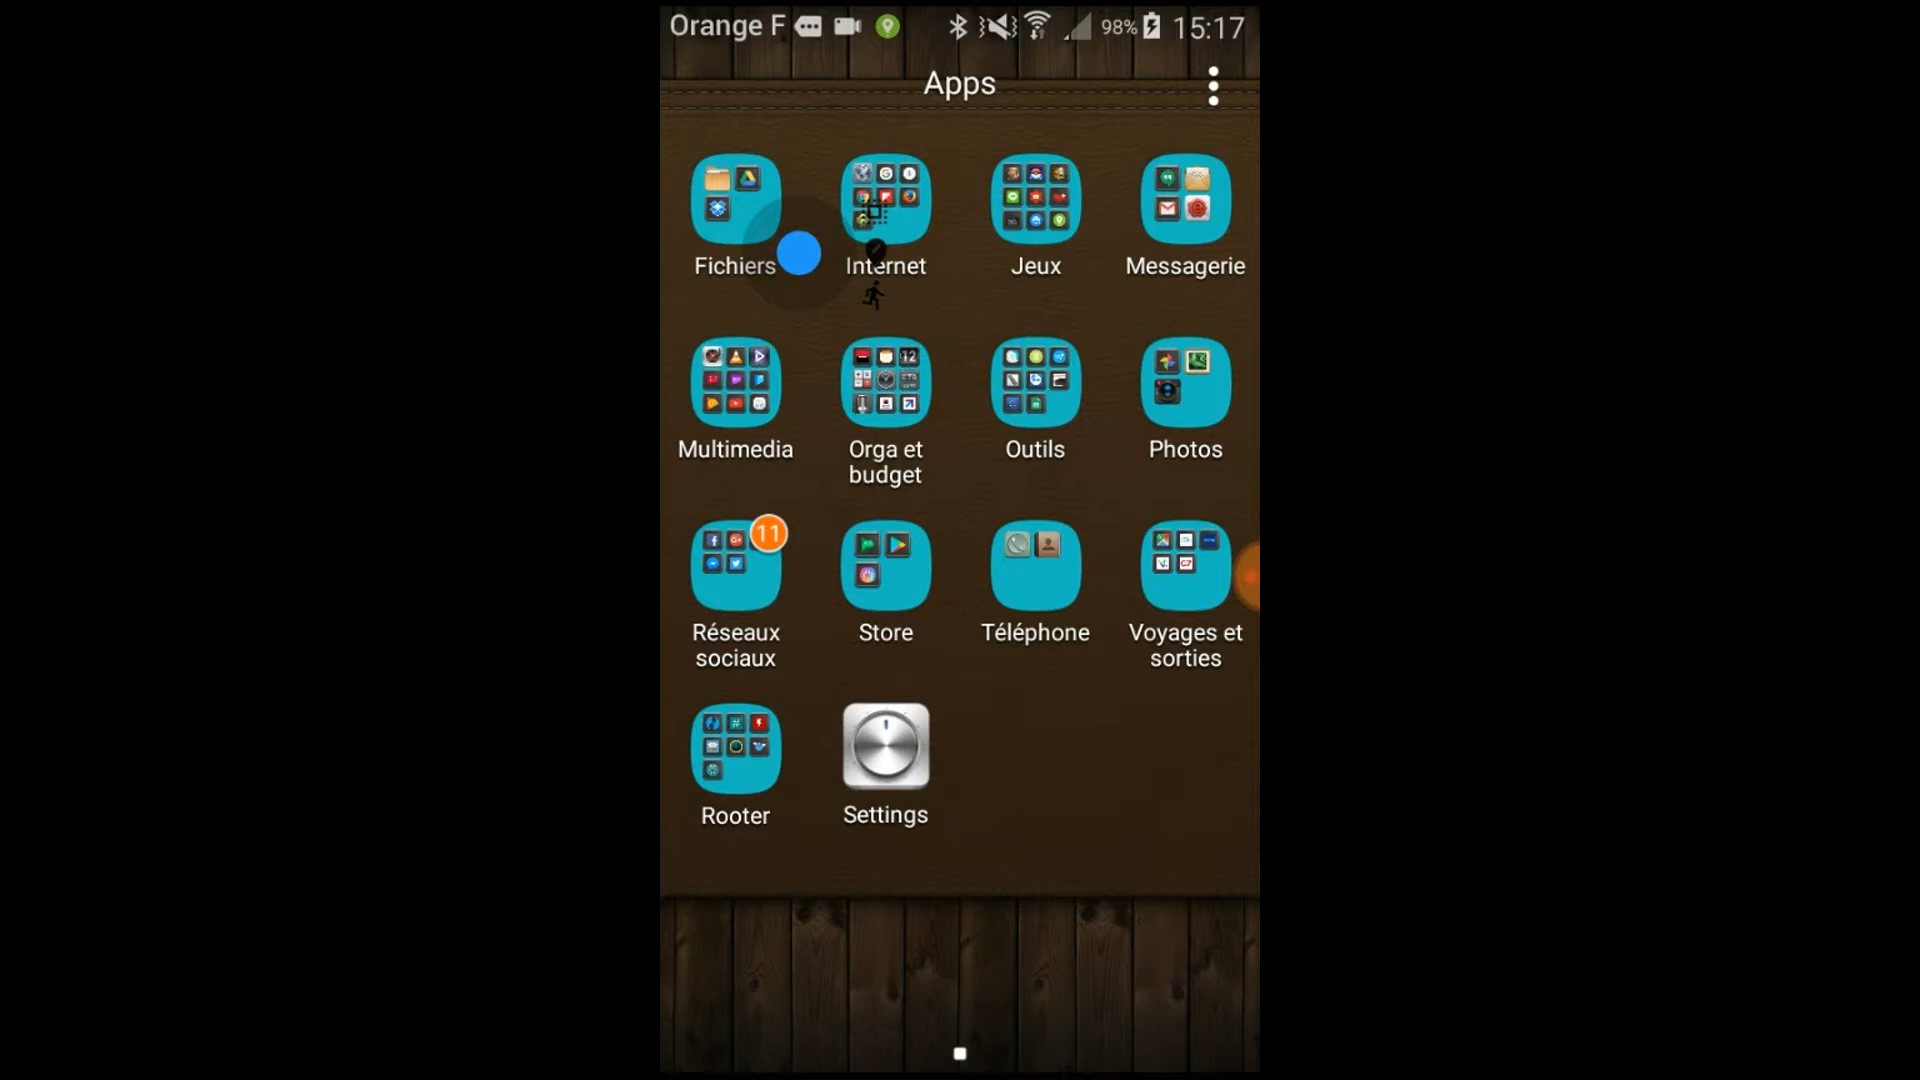 Orange F 98% 15:17
Apps
Fichiers Internet Jeux Messagerie
12
Multimedia Orga et budget Outils Photos
11
Réseaux sociaux Store Téléphone Voyages et sorties
Rooter Settings